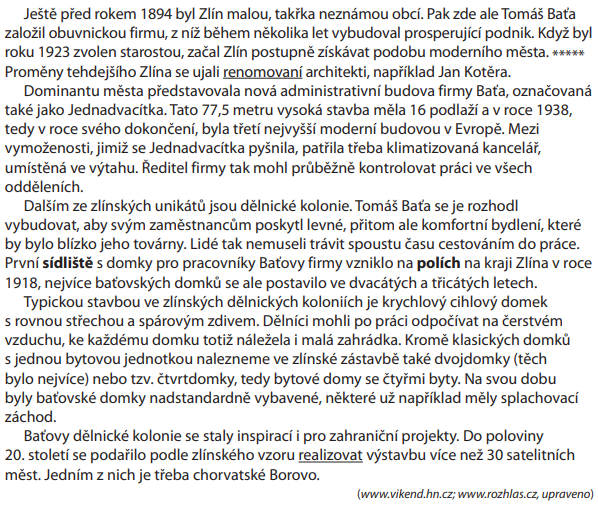 Ještě před rokem 1894 byl Zlín malou, takřka neznámou obcí. Pak zde ale Tomáš Baťa
založil obuvnickou firmu, z níž během několika let vybudoval prosperující podnik. Když byl
roku 1923 zvolen starostou, začal Zlín postupně získávat podobu moderního města. *****
Proměny tehdejšího Zlína se ujali renomovaní architekti, například Jan Kotěra.
Dominantu města představovala nová administrativní budova firmy Baťa, označovaná
také jako Jednadvacítka. Tato 77,5 metru vysoká stavba měla 16 podlaží a v roce 1938,
tedy v roce svého dokončení, byla třetí nejvyšší moderní budovou v Evropě. Mezi
vymoženosti, jimiž se Jednadvacítka pyšnila, patřila třeba klimatizovaná kancelář,
umístěná ve výtahu. Ředitel firmy tak mohl průběžně kontrolovat práci ve všech
odděleních.
Dalším ze zlínských unikátů jsou dělnické kolonie. Tomáš Baťa se je rozhodl
vybudovat, aby svým zaměstnancům poskytl levné, přitom ale komfortní bydlení, které
by bylo blízko jeho továrny. Lidé tak nemuseli trávit spoustu času cestováním do práce.
První sídliště s domky pro pracovníky Baťovy firmy vzniklo na polích na kraji Zlína v roce
1918, nejvíce baťovských domků se ale postavilo ve dvacátých a třicátých letech.
Typickou stavbou ve zlínských dělnických koloniích je krychlový cihlový domek
s rovnou střechou a spárovým zdivem. Dělníci mohli po práci odpočívat na čerstvém
vzduchu, ke každému domku totiž náležela i malá zahrádka. Kromě klasických domků
s jednou bytovou jednotkou nalezneme ve zlínské zástavbě také dvojdomky (těch
bylo nejvíce) nebo tzv. čtvrtdomky, tedy bytové domy se čtyřmi byty. Na svou dobu
byly baťovské domky nadstandardně vybavené, některé už například měly splachovací
záchod.
Baťovy dělnické kolonie se staly inspirací i pro zahraniční projekty. Do poloviny
20. století se podařilo podle zlínského vzoru realizovat výstavbu více než 30 satelitních
měst. Jedním z nich je třeba chorvatské Borovo.
(www.vikend.hn.cz; www.rozhlas.cz, upraveno)